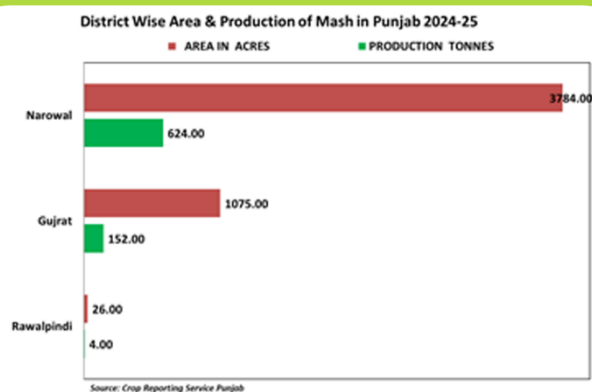 District Wise Area & Production of Mash in Punjab 2024-25
AREA IN ACRES PRODUCTION TONNES
3784.00
Narowal
624.00
1075.00
Gujrat
152.00
26.00
Rawalpindi
4.00
Source: Crop Reporting Service Punjab